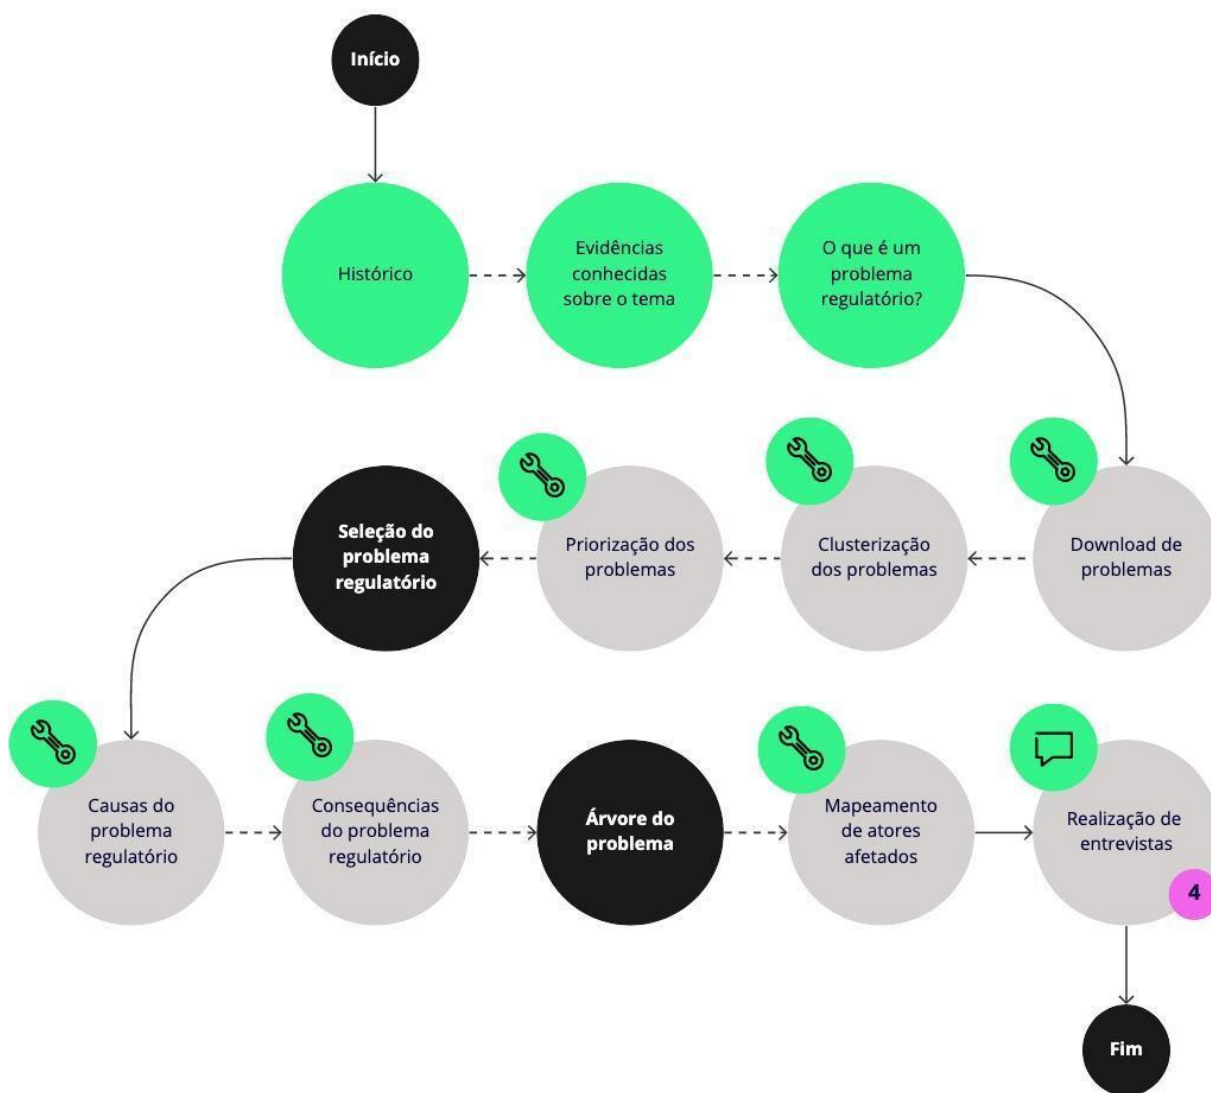 Início
Histórico
Evidências
conhecidas
sobre o tema
O que é um
problema
regulatório?
Seleção do
problema
regulatório
Priorização dos
problemas
Clusterização
dos problemas
Download de
problemas
Causas do
problema
regulatório
Consequências
do problema
regulatório
Árvore do
problema
Mapeamento
de atores
afetados
Realização de
entrevistas
4
Fim